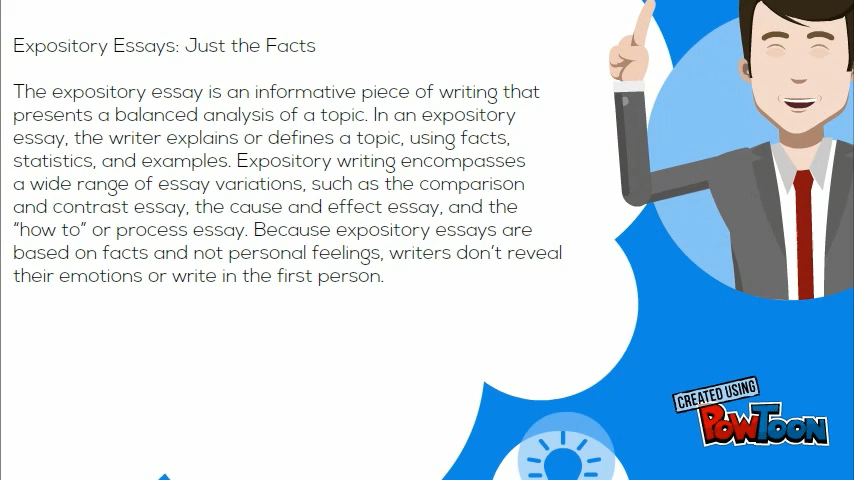 Expository Essays: Just the Facts
The expository essay is an informative piece of writing that
presents a balanced analysis of a topic. In an expository
essay, the writer explains or defines a topic, using facts,
statistics, and examples. Expository writing encompasses
a wide range of essay variations, such as the comparison
and contrast essay, the cause and effect essay, and the
“how to” or process essay. Because expository essays are
based on facts and not personal feelings, writers don’t reveal
their emotions or write in the first person.
CREATED USING
POWTOON